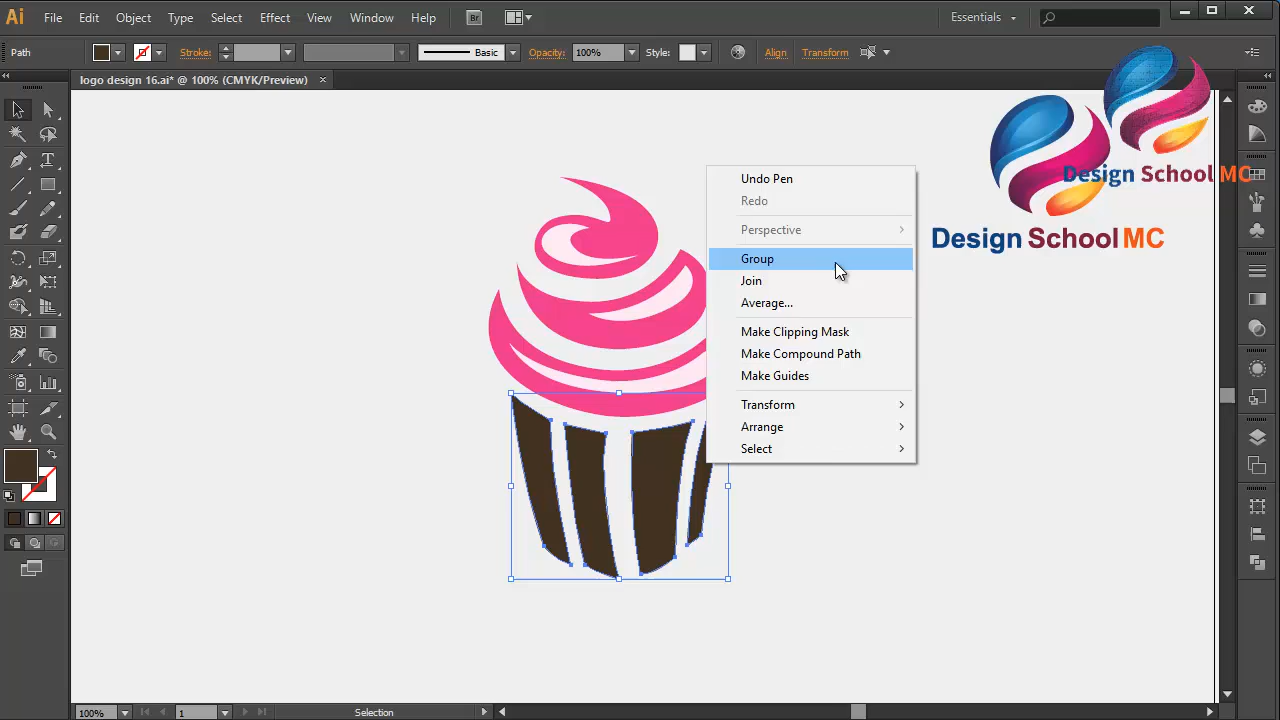 Ai File Edit Object Type Select Effect View Window Help Br Essentials
Path Stroke: Basic Opacity: 100% Style: Align Transform
logo design 16.ai* @ 100% (CMYK/Preview) ×
Design School MC
Design School MC
Undo Pen
Redo
Perspective
Group
Join
Average...
Make Clipping Mask
Make Compound Path
Make Guides
Transform
Arrange
Select
100% 1 Selection